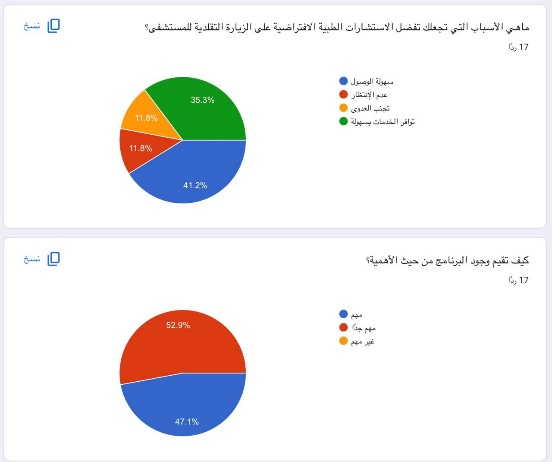 ماهي الأسباب التي تجعلك تفضل الاستشارات الطبية الافتراضية على الزيارة التقلدية للمستشفى؟
نسخ
17 ردًا
سهولة الوصول
عدم الإنتظار
تجنب العدوى
توافر الخدمات بسهولة
35.3%
11.8%
11.8%
41.2%
كيف تقيم وجود البرنامج من حيث الأهمية؟
نسخ
17 ردًا
مهم
مهم جدًا
غير مهم
52.9%
47.1%